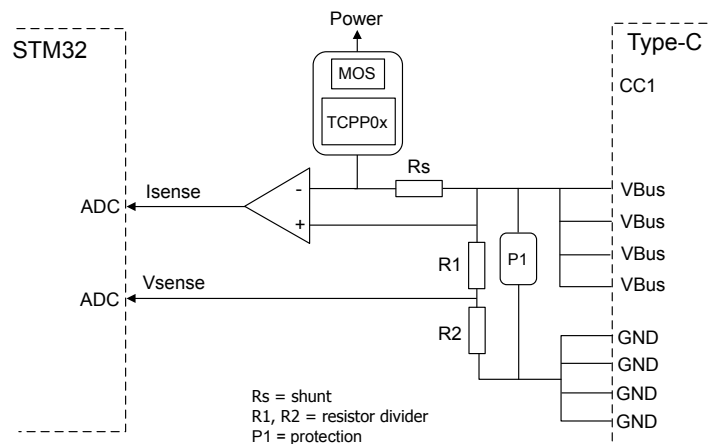 Power
STM32
Type-C
MOS
CC1
TCPP0x
Rs
Isense
-
VBus
ADC
+
VBus
R1
P1
VBus
Vsense
VBus
ADC
R2
GND
GND
GND
GND
Rs = shunt
R1, R2 = resistor divider
P1 = protection